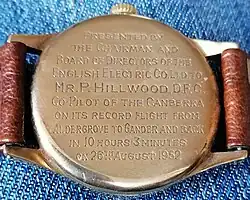 PRESENTED BY
THE CHAIRMAN AND
BOARD OF DIRECTORS OF THE
ENGLISH ELECTRIC CO LTD TO
MR. P. HILLWOOD, D.F.C.
CO PILOT OF THE CANBERRA
ON ITS RECORD FLIGHT FROM
ALDERGROVE TO GANDER AND BACK
IN 10 HOURS 3 MINUTES
ON 26TH AUGUST 1952